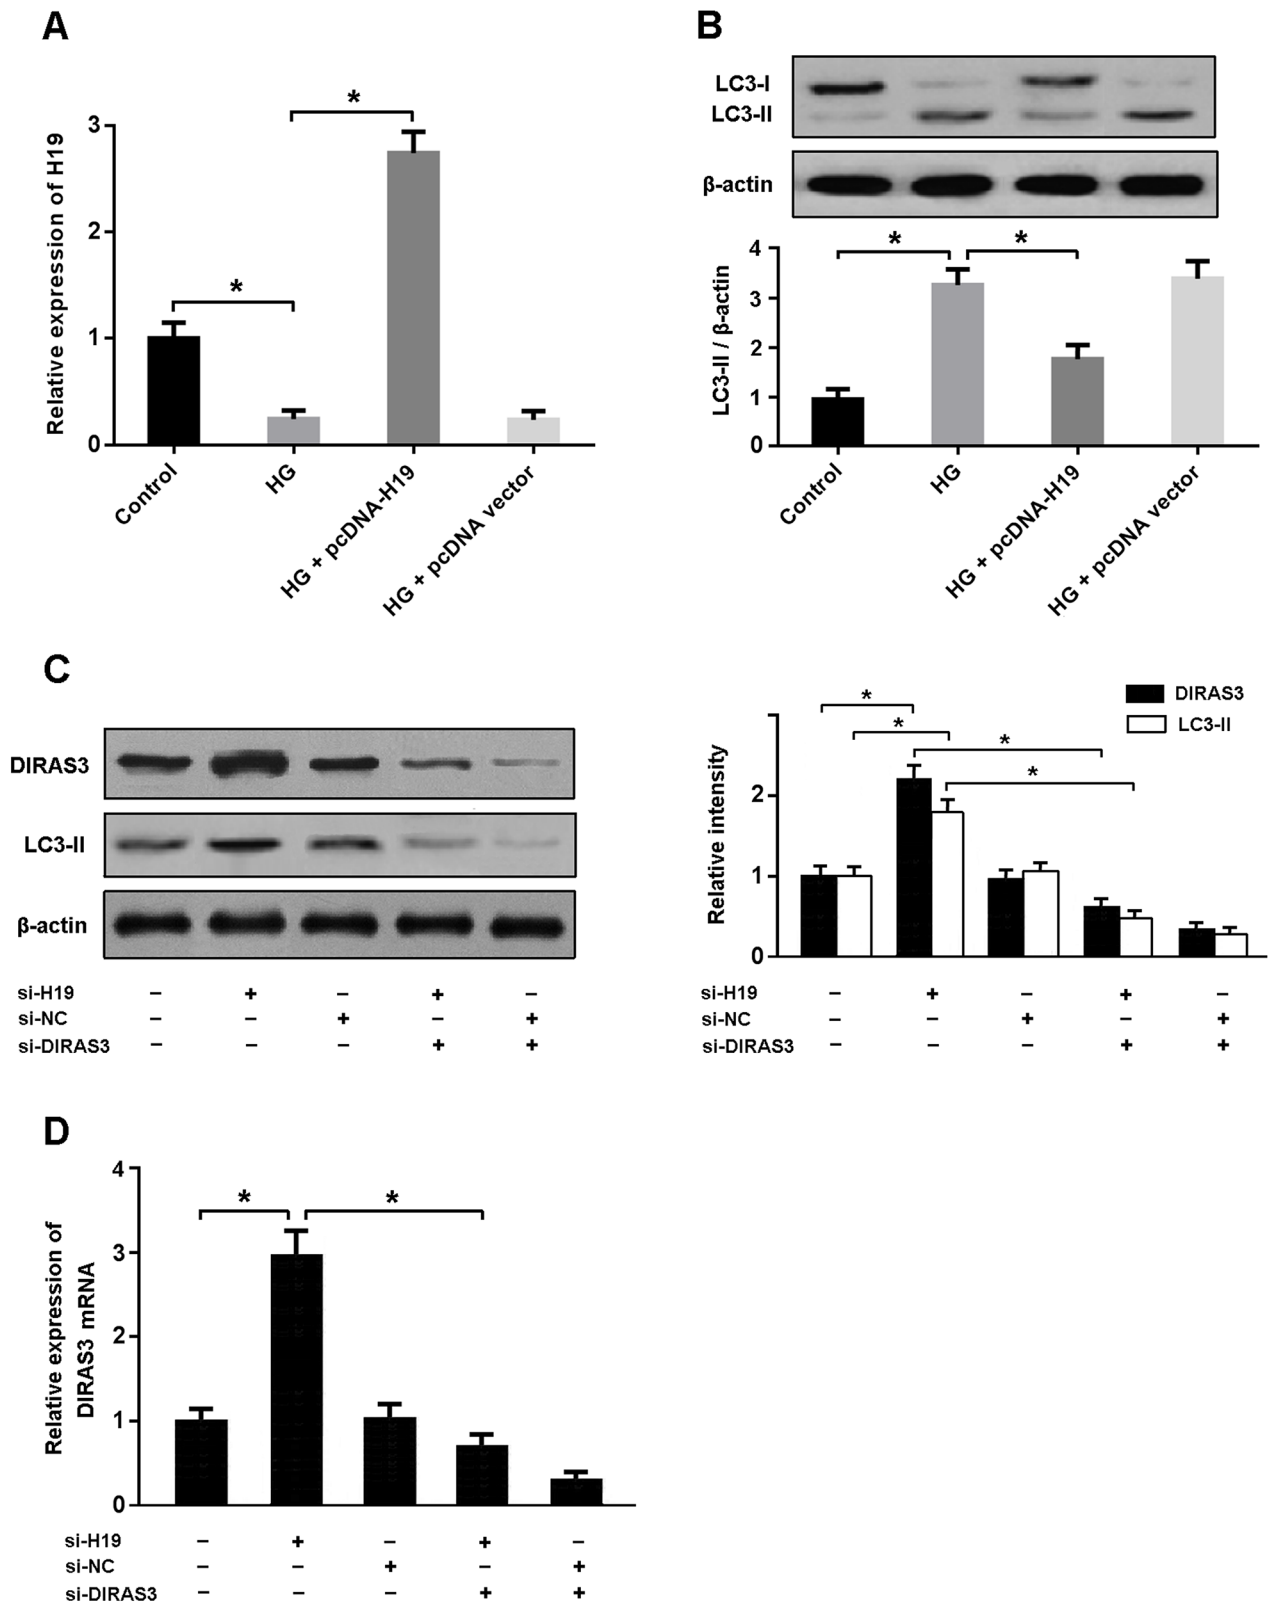 A
Relative expression of H19
3
2
1
0
*
*
Control
HG
HG + pcDNA-H19
HG + pcDNA vector
B
LC3-I
LC3-II
β-actin
LC3-II / β-actin
4
3
2
1
0
*
*
Control
HG
HG + pcDNA-H19
HG + pcDNA vector
C
DIRAS3
LC3-II
β-actin
si-H19 – + – + –
si-NC – – + – +
si-DIRAS3 – – – + +
DIRAS3
LC3-II
Relative intensity
2
1
0
*
*
*
*
si-H19 – + – + –
si-NC – – + – +
si-DIRAS3 – – – + +
D
Relative expression of
DIRAS3 mRNA
4
3
2
1
0
*
*
si-H19 – + – + –
si-NC – – + – +
si-DIRAS3 – – – + +